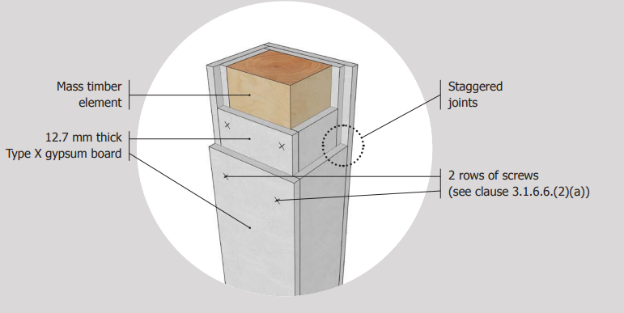 Mass timber
element
12.7 mm thick
Type X gypsum board
Staggered
joints
2 rows of screws
(see clause 3.1.6.6.(2)(a))